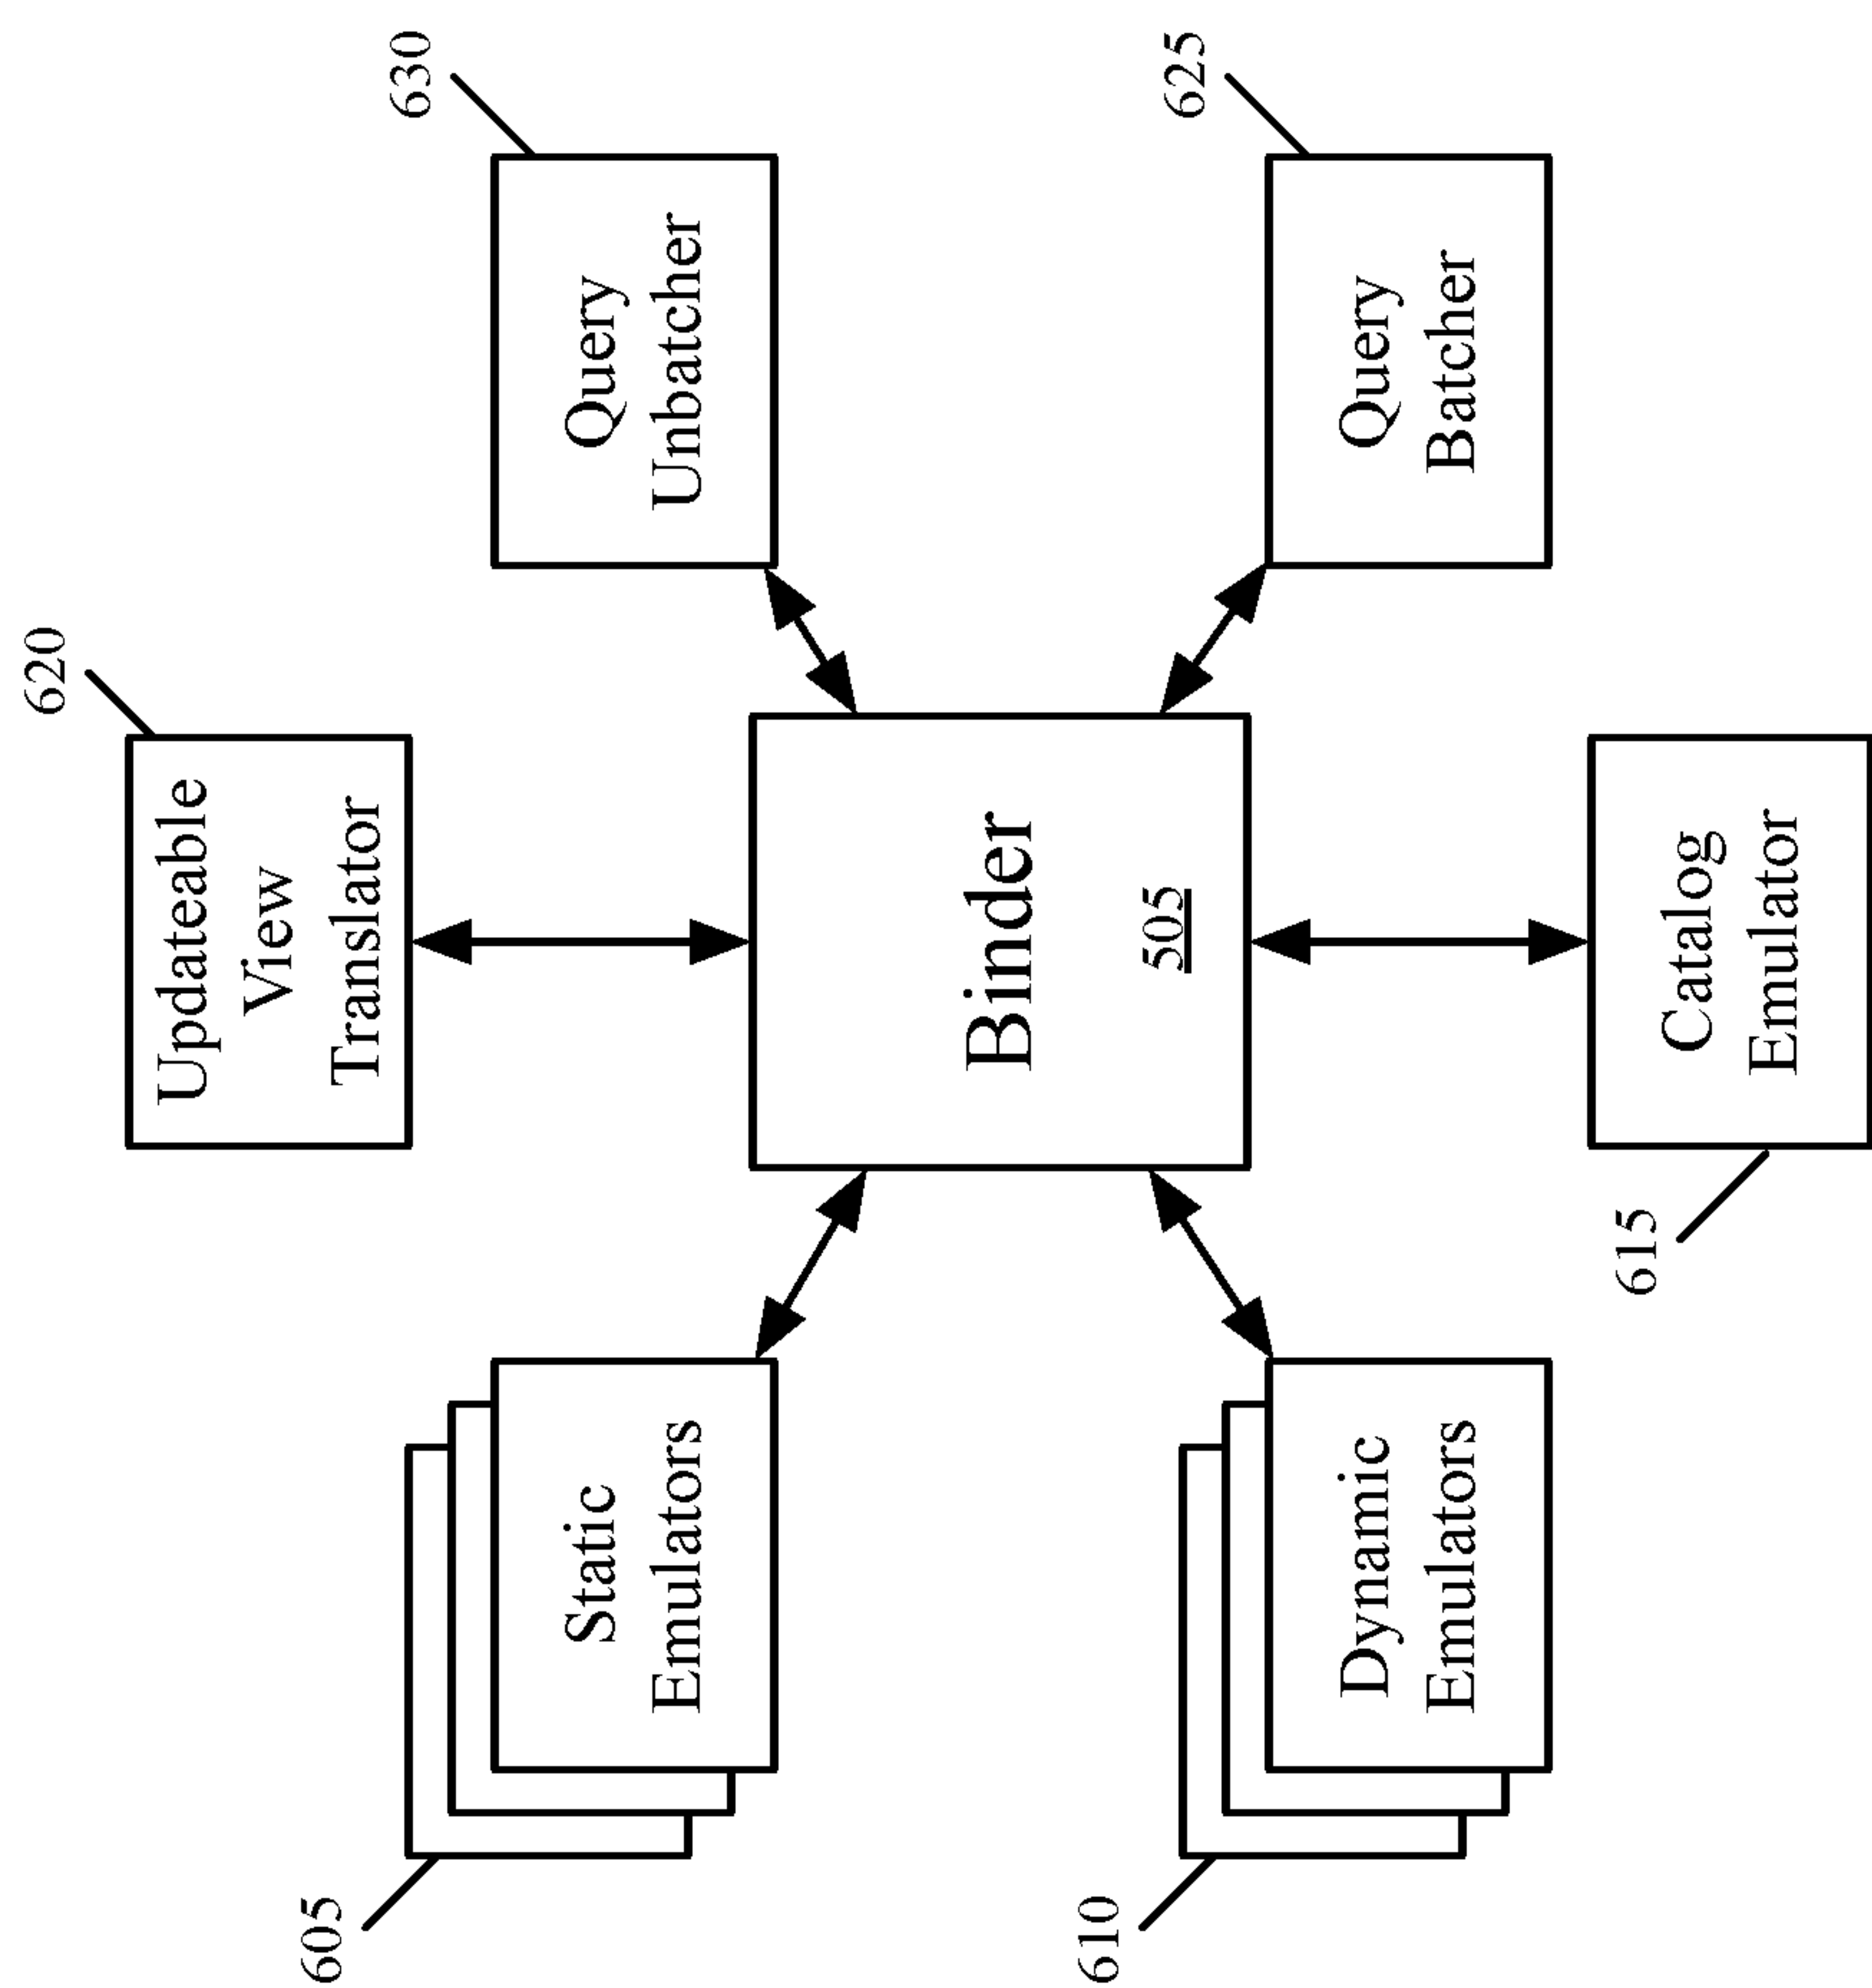 620
Updateable
View
Translator
605
Static
Emulators
630
Query
Unbatcher
Binder
505
610
Dynamic
Emulators
625
Query
Batcher
615
Catalog
Emulator